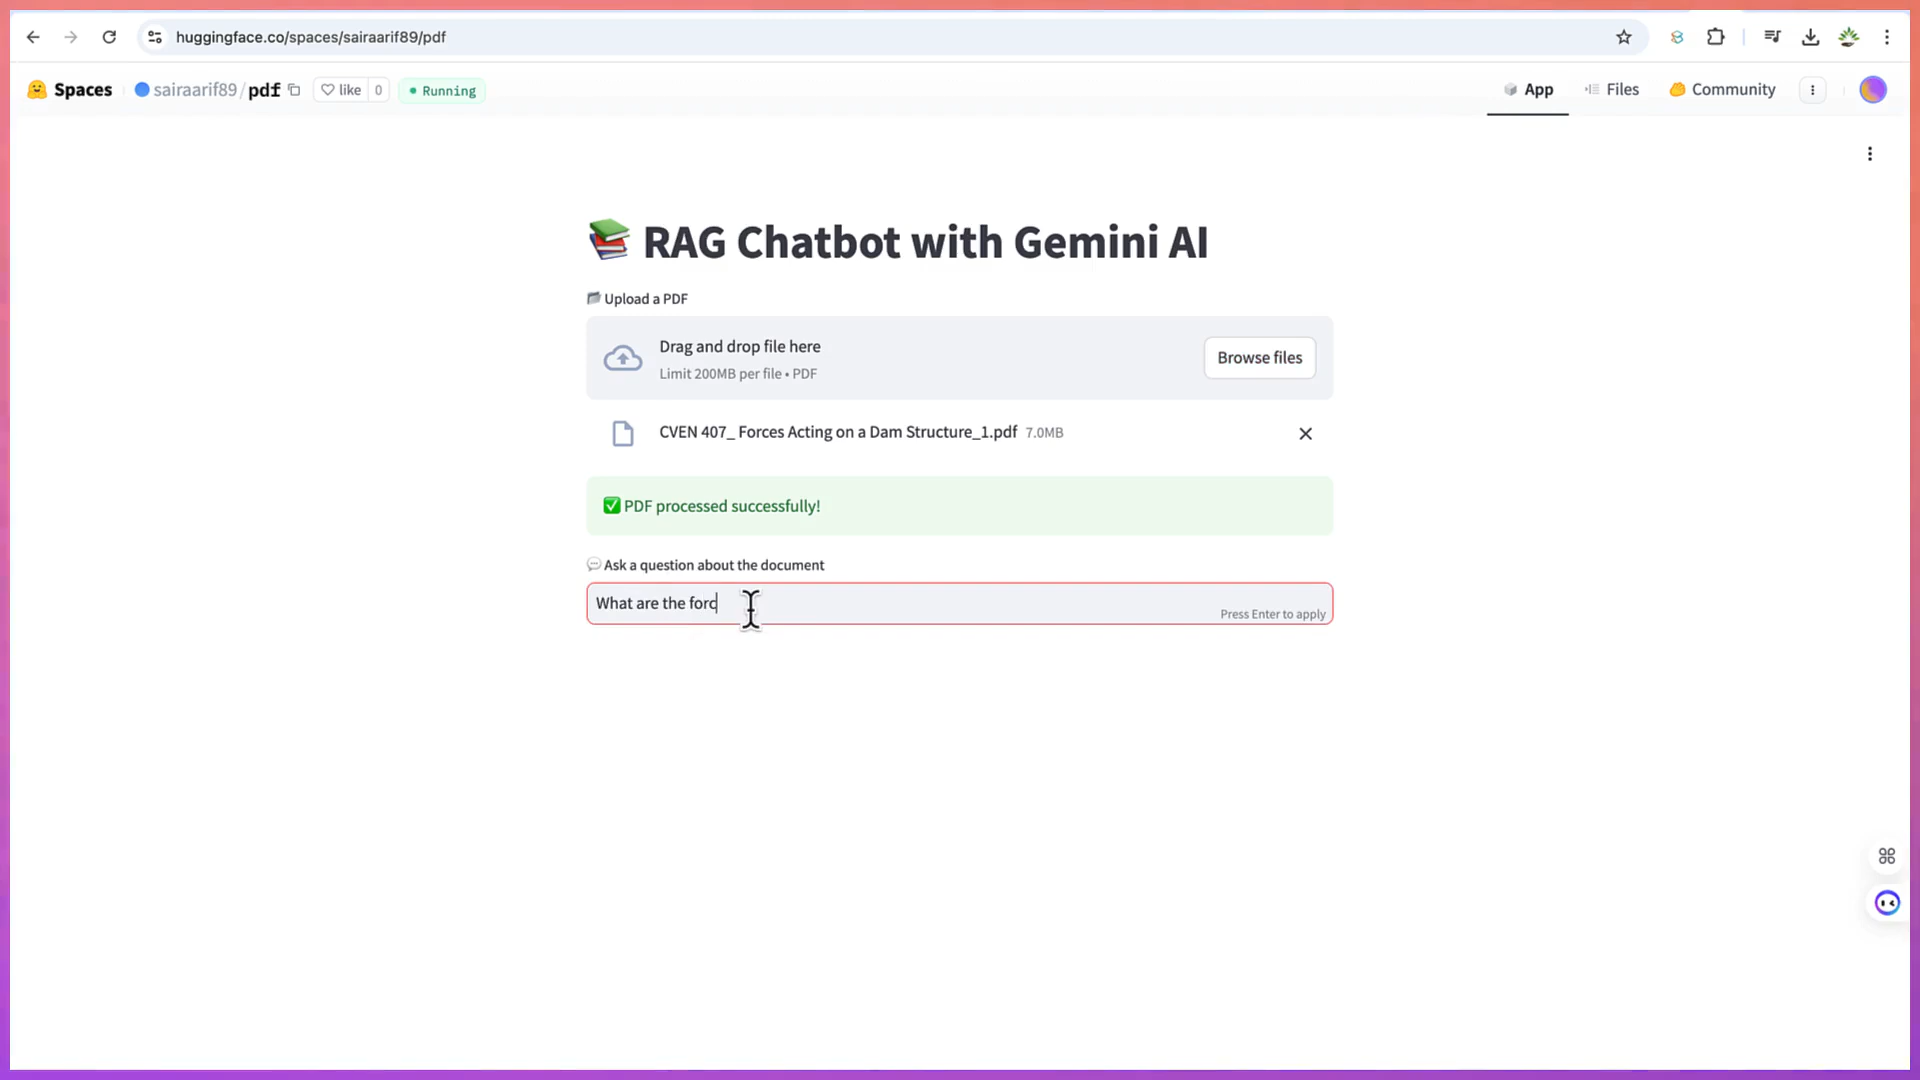 huggingface.co/spaces/sairaarif89/pdf
Spaces sairaarif89/pdf like 0 Running App Files Community
RAG Chatbot with Gemini AI
Upload a PDF
Drag and drop file here
Limit 200MB per file • PDF
Browse files
CVEN 407_ Forces Acting on a Dam Structure_1.pdf 7.0MB
PDF processed successfully!
Ask a question about the document
What are the forc
Press Enter to apply